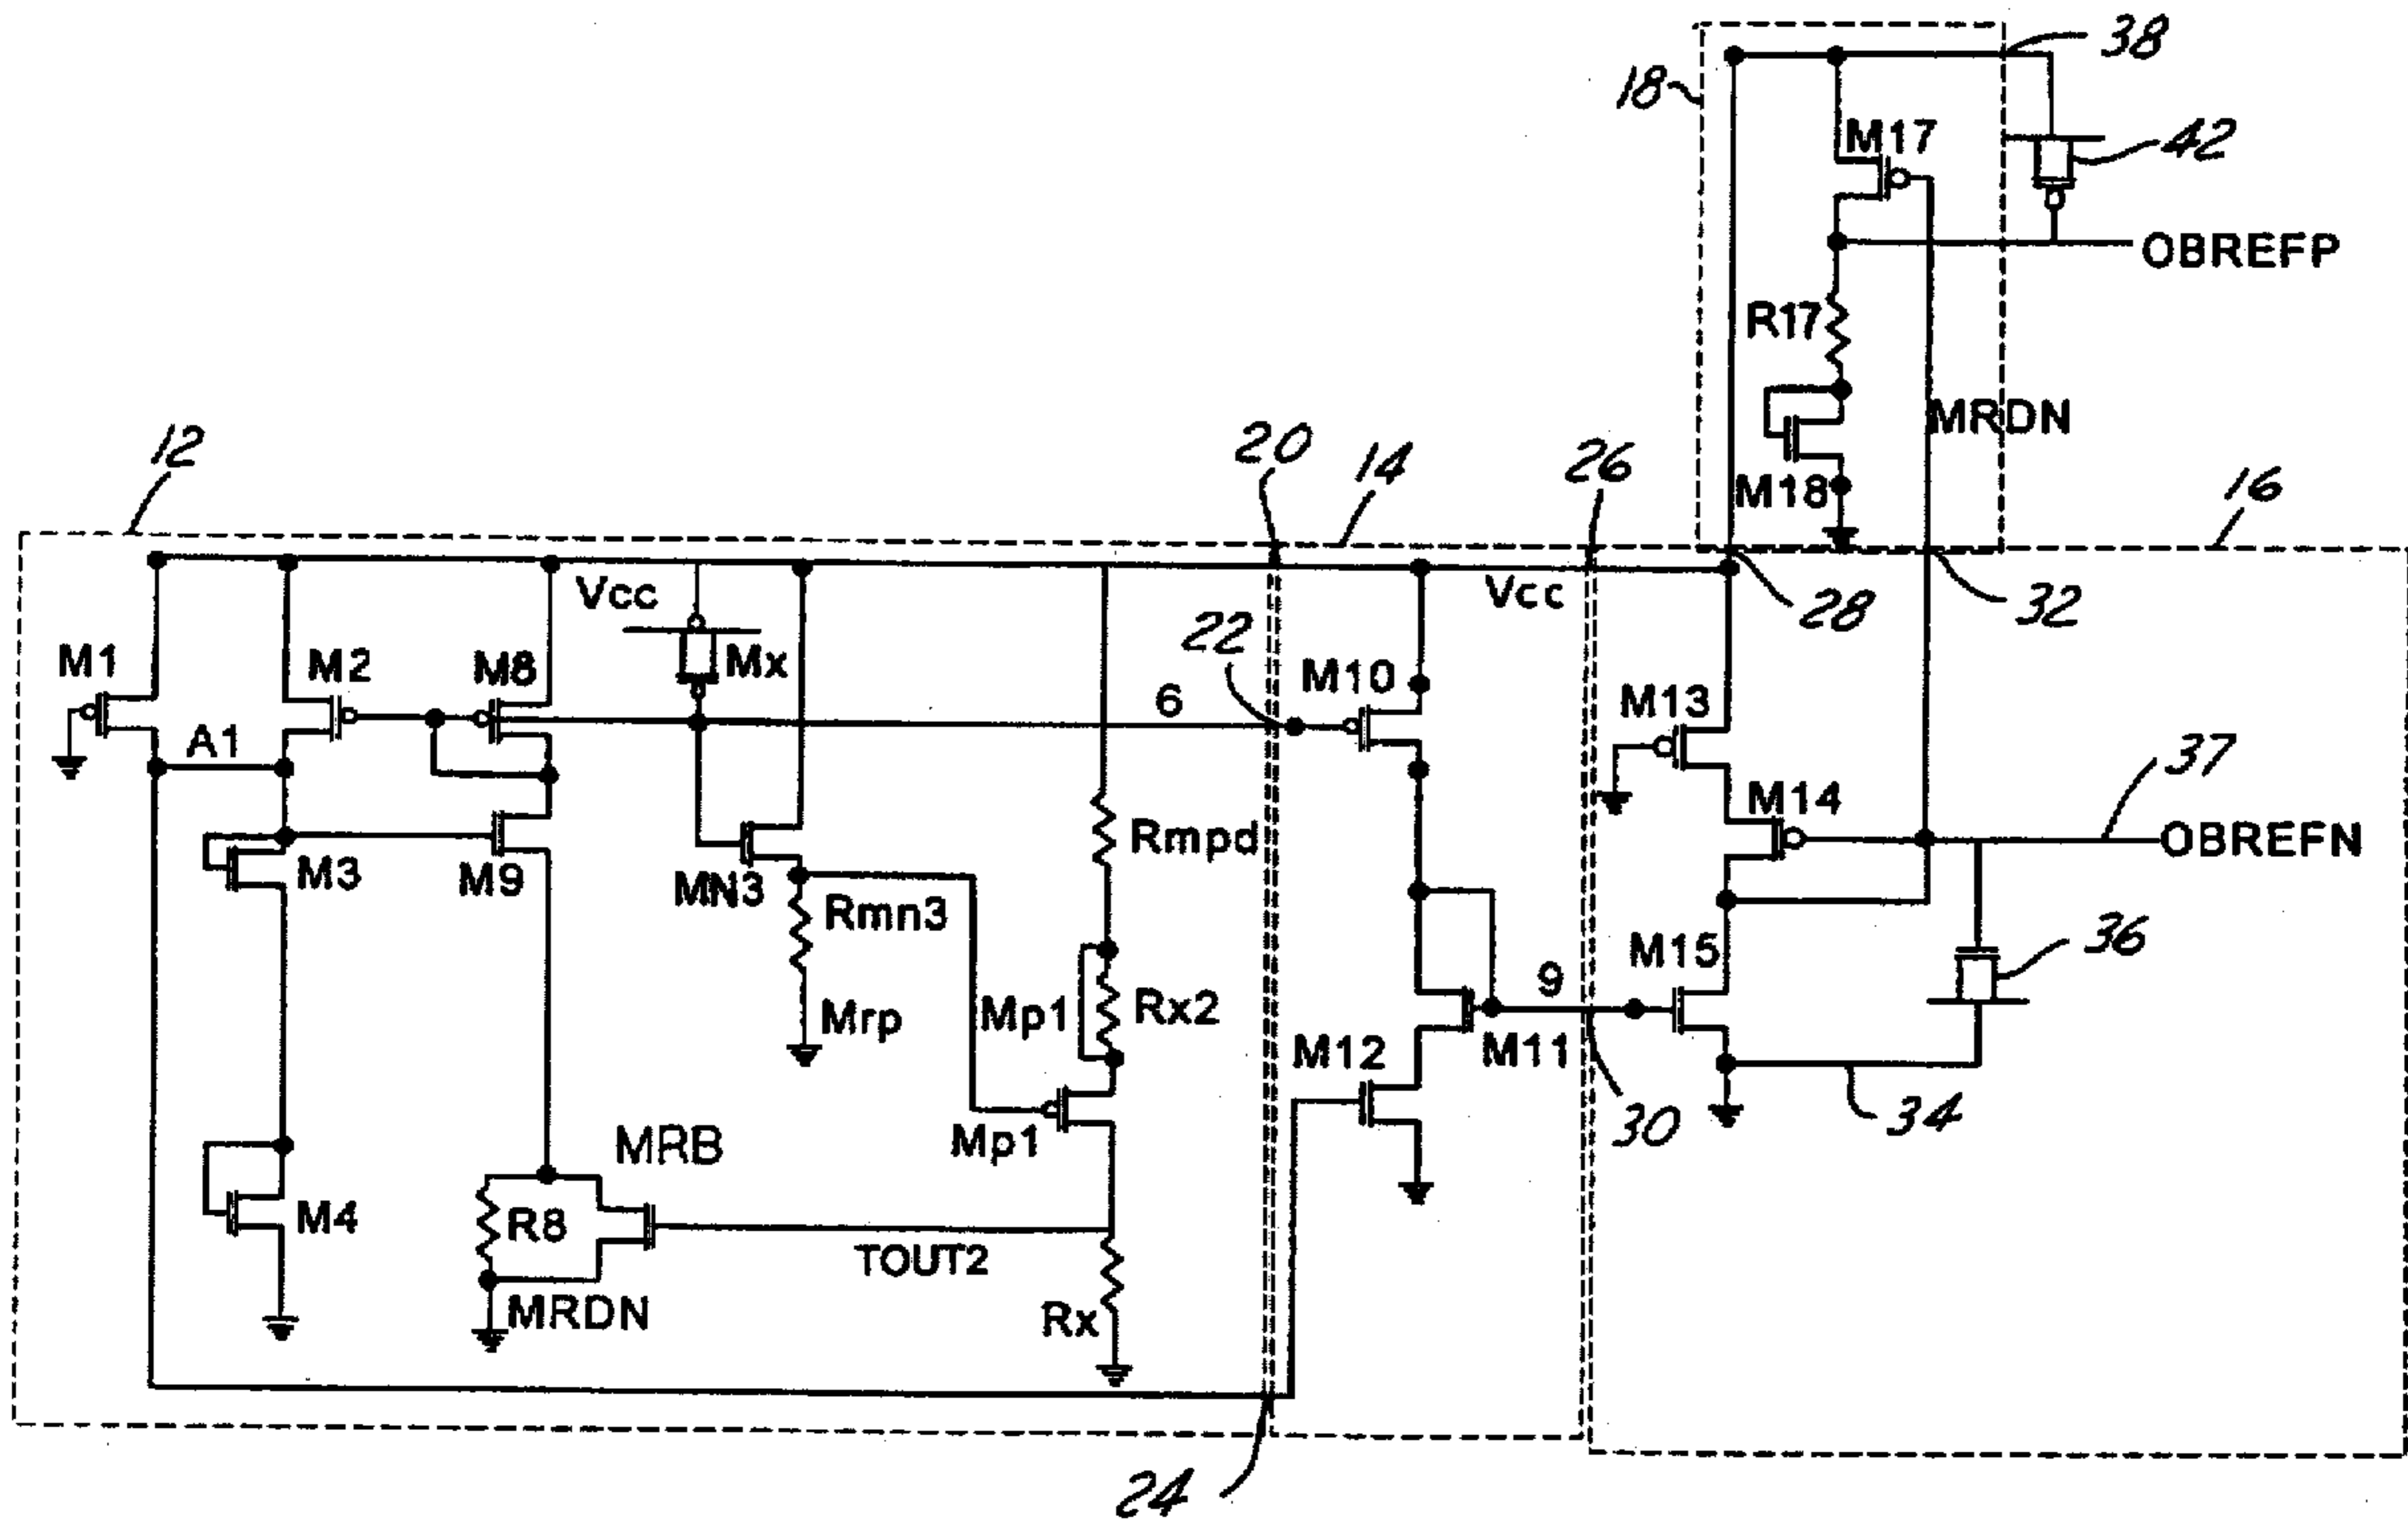 38
18
M17
42
OBREFP
R17
MRDN
M18
12
20
14
26
16
Vcc
Vcc
28
32
M1
M2
M8
Mx
22
6
M10
M13
A1
37
M14
OBREFN
M3
M9
MN3
Rmpd
Rmn3
36
M15
9
Mrp
Mp1
Rx2
M12
M11
Mp1
30
34
MRB
M4
R8
TOUT2
MRDN
Rx
24